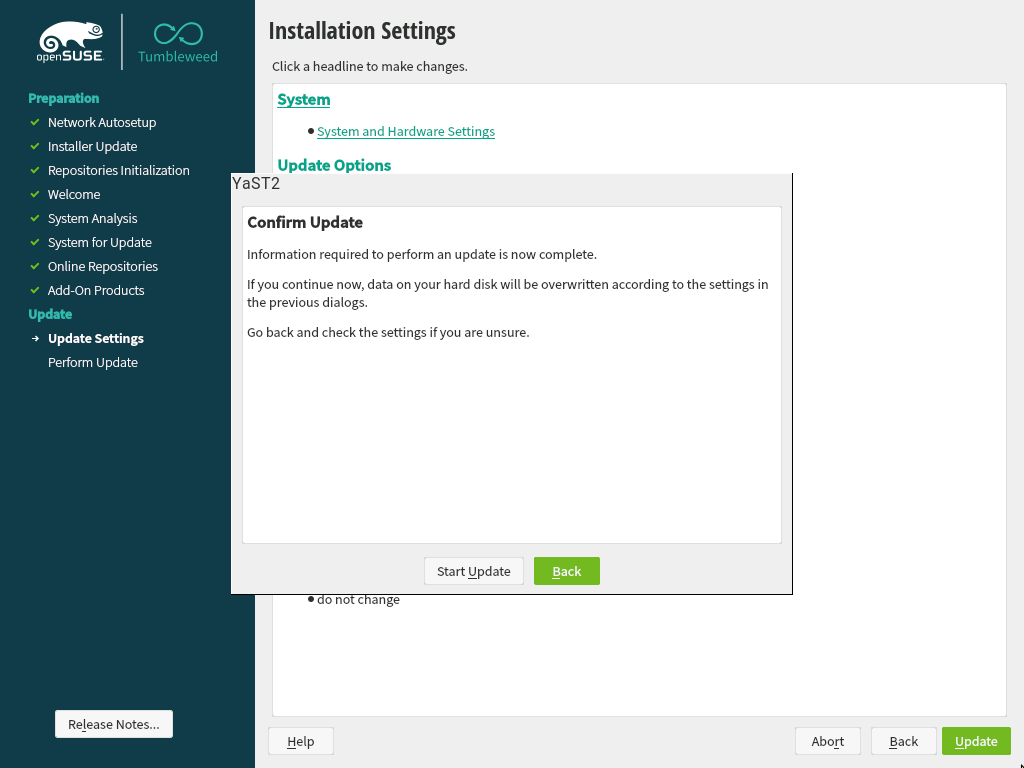 openSUSE
Tumbleweed
Preparation
Network Autosetup
Installer Update
Repositories Initialization
Welcome
System Analysis
System for Update
Online Repositories
Add-On Products
Update
Update Settings
Perform Update
Release Notes...
Installation Settings
Click a headline to make changes.
System
System and Hardware Settings
Update Options
YaST2
Confirm Update
Information required to perform an update is now complete.
If you continue now, data on your hard disk will be overwritten according to the settings in
the previous dialogs.
Go back and check the settings if you are unsure.
Start Update
Back
do not change
Help
Abort
Back
Update